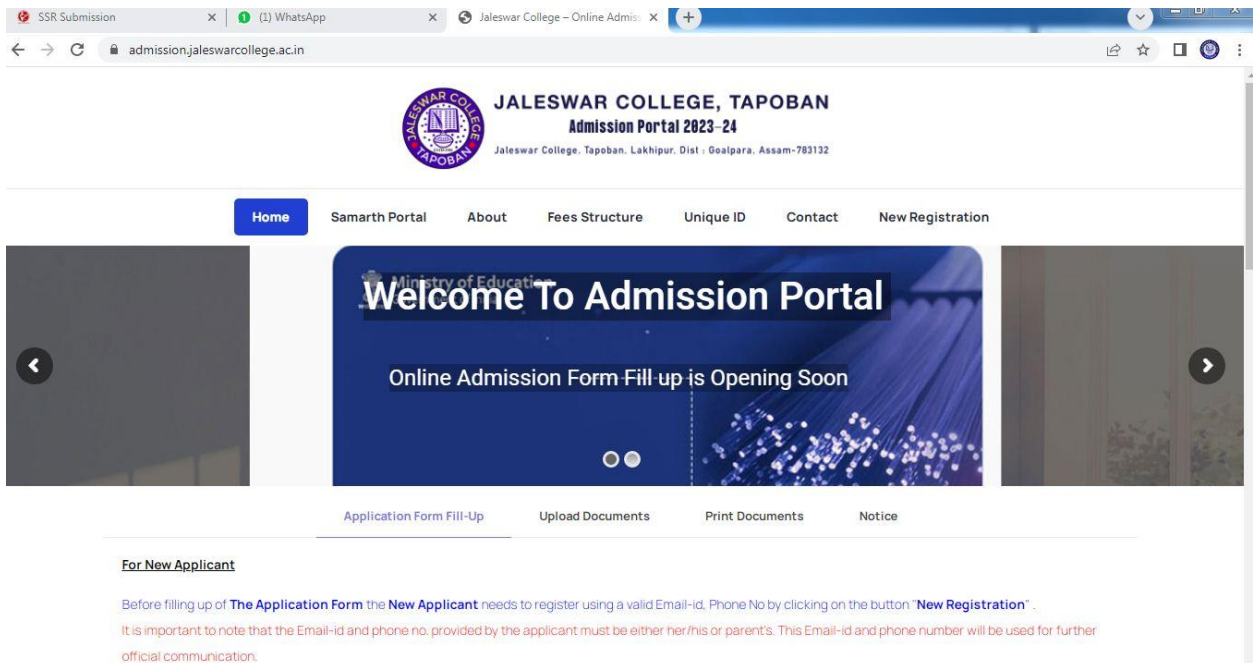 SSR Submission
(1) WhatsApp
Jaleswar College – Online Admiss
admission.jaleswarcollege.ac.in
JALESWAR COLLEGE
TAPOBAN
JALESWAR COLLEGE, TAPOBAN
Admission Portal 2023-24
Jaleswar College, Tapoban, Lakhipur, Dist : Goalpara, Assam-783132
Home
Samarth Portal
About
Fees Structure
Unique ID
Contact
New Registration
Ministry of Education
Welcome To Admission Portal
Online Admission Form Fill up is Opening Soon
Application Form Fill-Up
Upload Documents
Print Documents
Notice
For New Applicant
Before filling up of The Application Form the New Applicant needs to register using a valid Email-id, Phone No by clicking on the button "New Registration" .
It is important to note that the Email-id and phone no. provided by the applicant must be either her/his or parent's. This Email-id and phone number will be used for further
official communication.